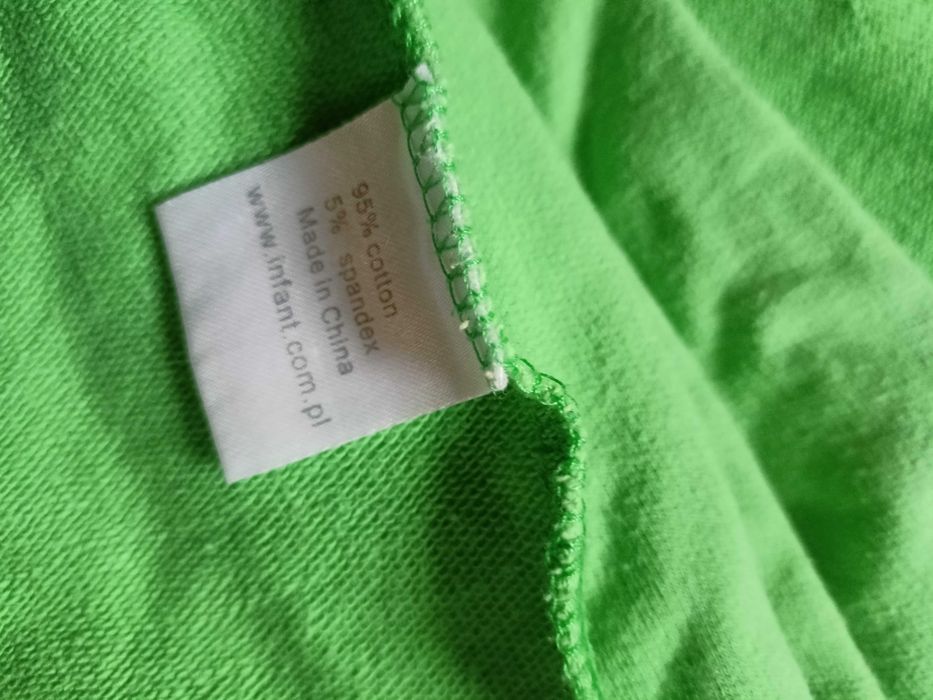 95% cotton
5% spandex
Made in China
www.infant.com.pl